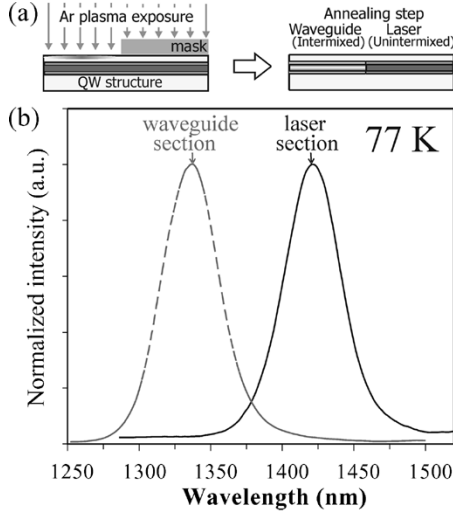 (a)
Ar plasma exposure
mask
QW structure
Annealing step
Waveguide Laser
(Intermixed) (Unintermixed)
(b)
waveguide section
laser section
77 K
Normalized intensity (a.u.)
1250 1300 1350 1400 1450 1500
Wavelength (nm)